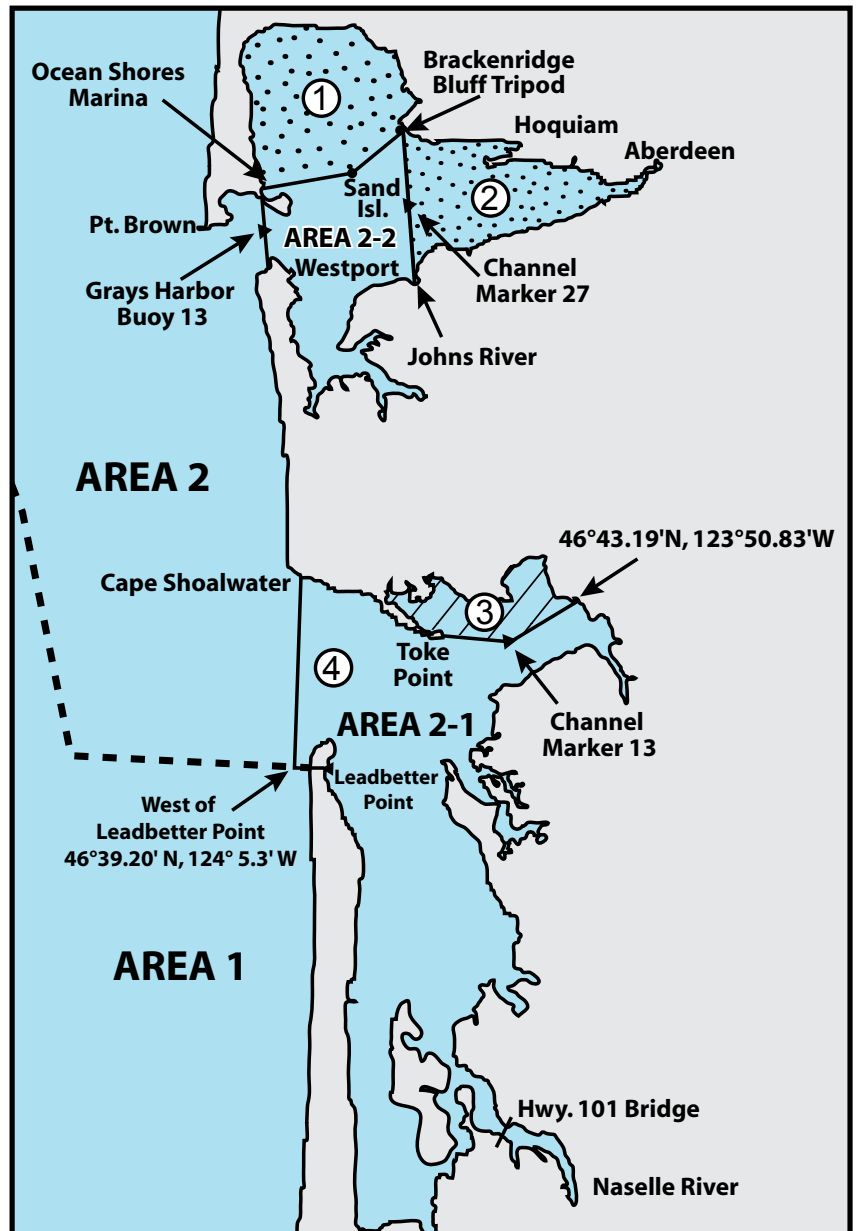 Ocean Shores
Marina
Brackenridge
Bluff Tripod
1
Hoquiam
Aberdeen
2
Sand
Isl.
Pt. Brown
AREA 2-2
Westport
Grays Harbor
Buoy 13
Channel
Marker 27
Johns River
AREA 2
46°43.19'N, 123°50.83'W
Cape Shoalwater
3
Toke
Point
4
AREA 2-1
Channel
Marker 13
Leadbetter
Point
West of
Leadbetter Point
46°39.20' N, 124° 5.3' W
AREA 1
Hwy. 101 Bridge
Naselle River